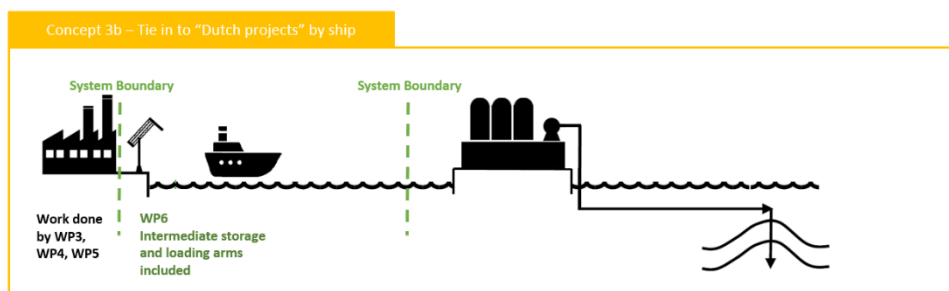 Concept 3b – Tie in to “Dutch projects” by ship
System Boundary
System Boundary
Work done
by WP3,
WP4, WP5
WP6
Intermediate storage
and loading arms
included